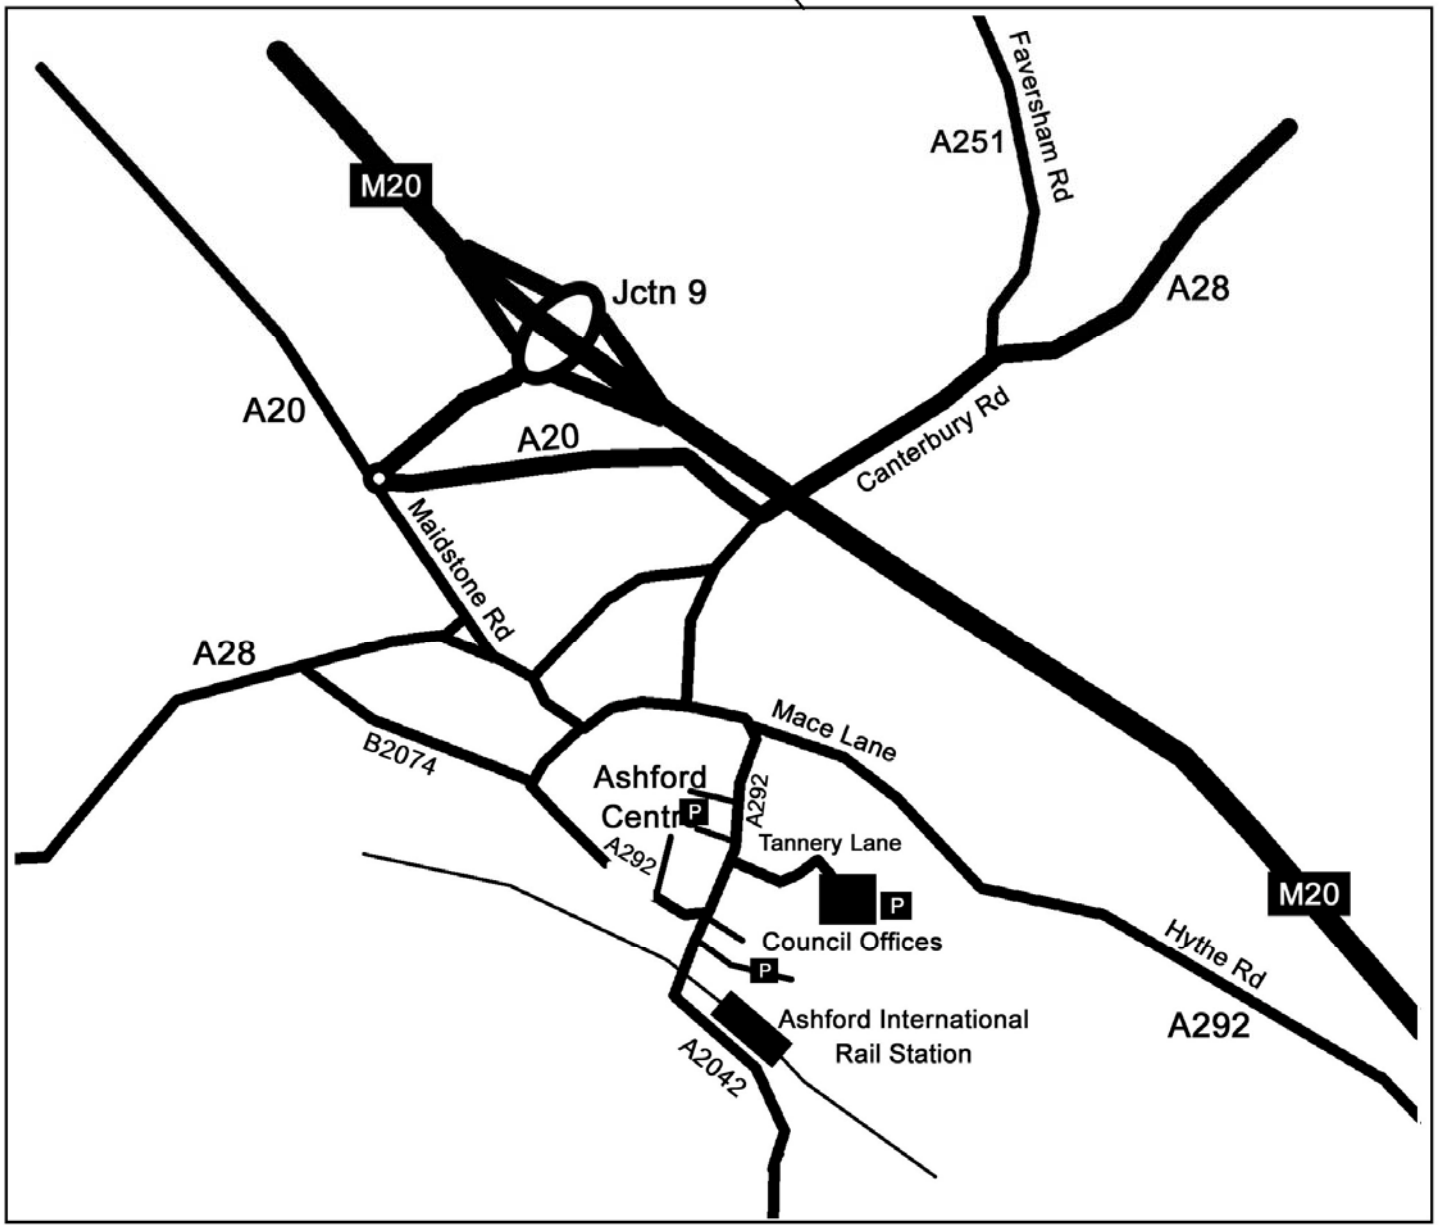 Faversham Rd
A251
M20
A28
Jctn 9
A20
A20
Canterbury Rd
Maidstone Rd
A28
Mace Lane
B2074
Ashford
Centre
P
A292
Tannery Lane
A292
M20
P
Council Offices
Hythe Rd
P
Ashford International
Rail Station
A292
A2042